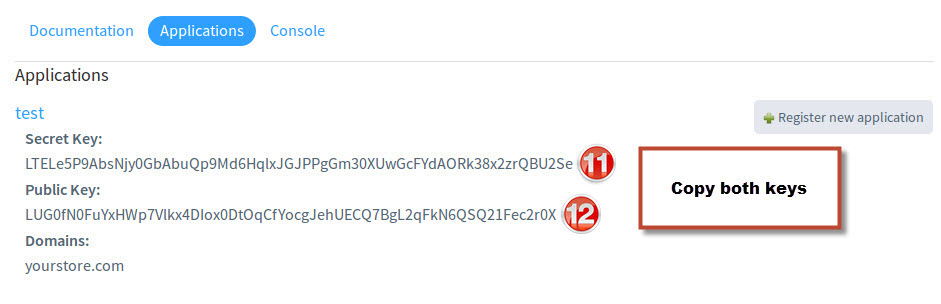 Documentation Applications Console
Applications
test
Register new application
Secret Key:
LTELe5P9AbsNjy0GbAbuQp9Md6HqlxJGJPPgGm30XUwGcFYdAORk38x2zrQBU2Se 11
Copy both keys
Public Key:
LUG0fN0FuYxHWp7Vlkx4DIox0DtOqCfYocgJehUECQ7BgL2qFkN6QSQ21Fec2r0X 12
Domains:
yourstore.com